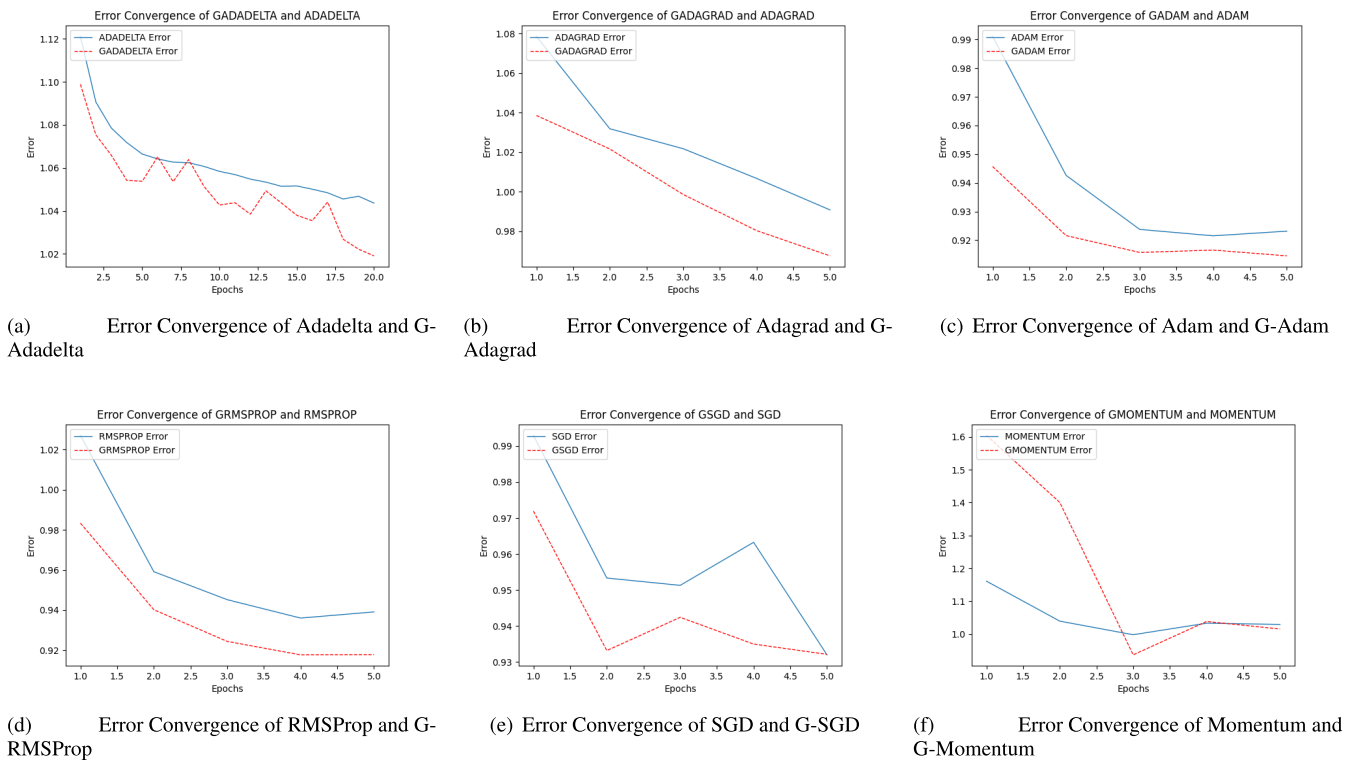 Error Convergence of GADADELTA and ADADELTA
ADADELTA Error
GADADELTA Error
1.12
1.10
1.08
1.06
1.04
1.02
Error
2.5 5.0 7.5 10.0 12.5 15.0 17.5 20.0
Epochs
(a) Error Convergence of Adadelta and G-
Adadelta
Error Convergence of GADAGRAD and ADAGRAD
ADAGRAD Error
GADAGRAD Error
1.08
1.06
1.04
1.02
1.00
0.98
Error
1.0 1.5 2.0 2.5 3.0 3.5 4.0 4.5 5.0
Epochs
(b) Error Convergence of Adagrad and G-
Adagrad
Error Convergence of GADAM and ADAM
ADAM Error
GADAM Error
0.99
0.98
0.97
0.96
0.95
0.94
0.93
0.92
Error
1.0 1.5 2.0 2.5 3.0 3.5 4.0 4.5 5.0
Epochs
(c) Error Convergence of Adam and G-Adam
Error Convergence of GRMSPROP and RMSPROP
RMSPROP Error
GRMSPROP Error
1.02
1.00
0.98
0.96
0.94
0.92
Error
1.0 1.5 2.0 2.5 3.0 3.5 4.0 4.5 5.0
Epochs
(d) Error Convergence of RMSProp and G-
RMSProp
Error Convergence of GSGD and SGD
SGD Error
GSGD Error
0.99
0.98
0.97
0.96
0.95
0.94
0.93
Error
1.0 1.5 2.0 2.5 3.0 3.5 4.0 4.5 5.0
Epochs
(e) Error Convergence of SGD and G-SGD
Error Convergence of GMOMENTUM and MOMENTUM
MOMENTUM Error
GMOMENTUM Error
1.6
1.5
1.4
1.3
1.2
1.1
1.0
Error
1.0 1.5 2.0 2.5 3.0 3.5 4.0 4.5 5.0
Epochs
(f) Error Convergence of Momentum and
G-Momentum